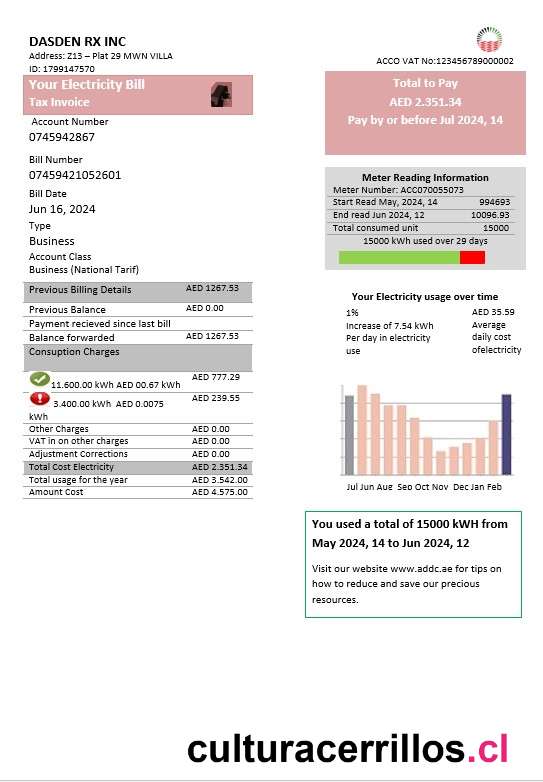 DASDEN RX INC
Address: Z13 – Plat 29 MWN VILLA
ID: 1799147570
Your Electricity Bill
Tax Invoice
Account Number
0745942867
Bill Number
07459421052601
Bill Date
Jun 16, 2024
Type
Business
Account Class
Business (National Tarif)
Previous Billing Details AED 1267.53
Previous Balance AED 0.00
Payment recieved since last bill
Balance forwarded AED 1267.53
Consuption Charges
11.600.00 kWh AED 00.67 kWh AED 777.29
3.400.00 kWh AED 0.0075 AED 239.55
kWh
Other Charges AED 0.00
VAT in on other charges AED 0.00
Adjustment Corrections AED 0.00
Total Cost Electricity AED 2.351.34
Total usage for the year AED 3.542.00
Amount Cost AED 4.575.00
ACCO VAT No:123456789000002
Total to Pay
AED 2.351.34
Pay by or before Jul 2024, 14
Meter Reading Information
Meter Number: ACC070055073
Start Read May, 2024, 14 994693
End read Jun 2024, 12 10096.93
Total consumed unit 15000
15000 kWh used over 29 days
Your Electricity usage over time
1% AED 35.59
Increase of 7.54 kWh Average
Per day in electricity daily cost
use ofelectricity
Jul Jun Aug Sep Oct Nov Dec Jan Feb
You used a total of 15000 kWH from
May 2024, 14 to Jun 2024, 12
Visit our website www.addc.ae for tips on
how to reduce and save our precious
resources.
culturacerrillos.cl